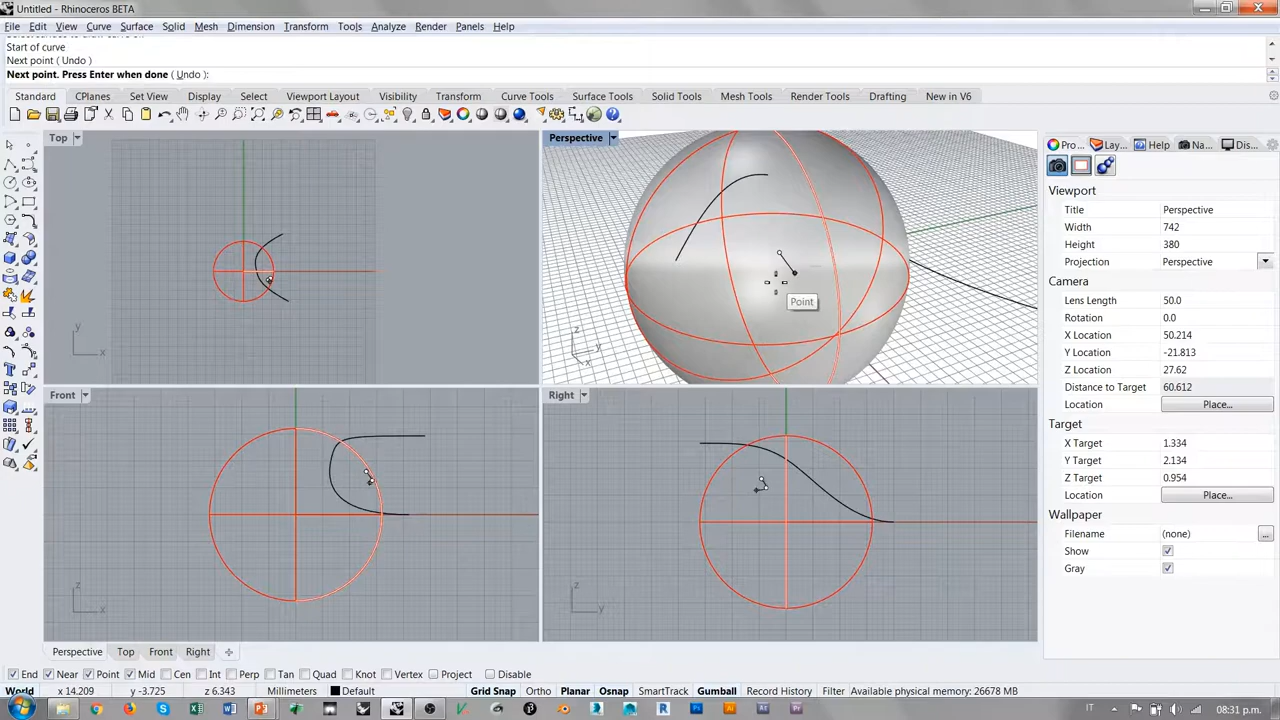 Untitled - Rhinoceros BETA
File Edit View Curve Surface Solid Mesh Dimension Transform Tools Analyze Render Panels Help
Start of curve
Next point ( Undo )
Next point. Press Enter when done ( Undo ):
Standard CPlanes Set View Display Select Viewport Layout Visibility Transform Curve Tools Surface Tools Solid Tools Mesh Tools Render Tools Drafting New in V6
Top
Perspective
Pro... Lay... Help Na... Dis...
Viewport
Title Perspective
Width 742
Height 380
Projection Perspective
Camera
Lens Length 50.0
Rotation 0.0
X Location 50.214
Y Location -21.813
Z Location 27.62
Distance to Target 60.612
Location Place...
Target
X Target 1.334
Y Target 2.134
Z Target 0.954
Location Place...
Wallpaper
Filename (none) ...
Show
Gray
Point
y
x
z
y
x
Front
Right
z
x
z
y
Perspective Top Front Right
End Near Point Mid Cen Int Perp Tan Quad Knot Vertex Project Disable
World x 14.209 y -3.725 z 6.343 Millimeters Default Grid Snap Ortho Planar Osnap SmartTrack Gumball Record History Filter Available physical memory: 26678 MB
IT 08:31 p.m.